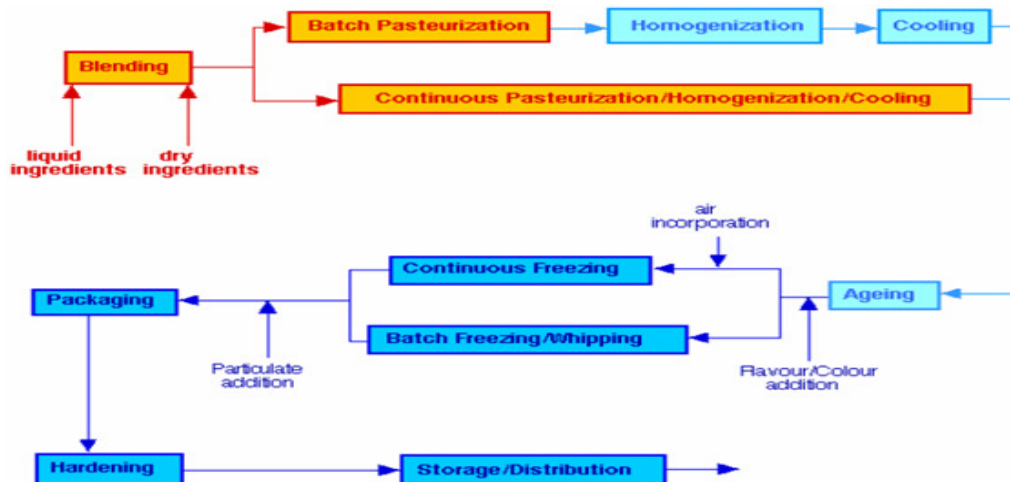 Batch Pasteurization
Homogenization
Cooling
Blending
Continuous Pasteurization/Homogenization/Cooling
liquid
ingredients
dry
ingredients
air
incorporation
Continuous Freezing
Packaging
Ageing
Batch Freezing/Whipping
Particulate
addition
Flavour/Colour
addition
Hardening
Storage/Distribution